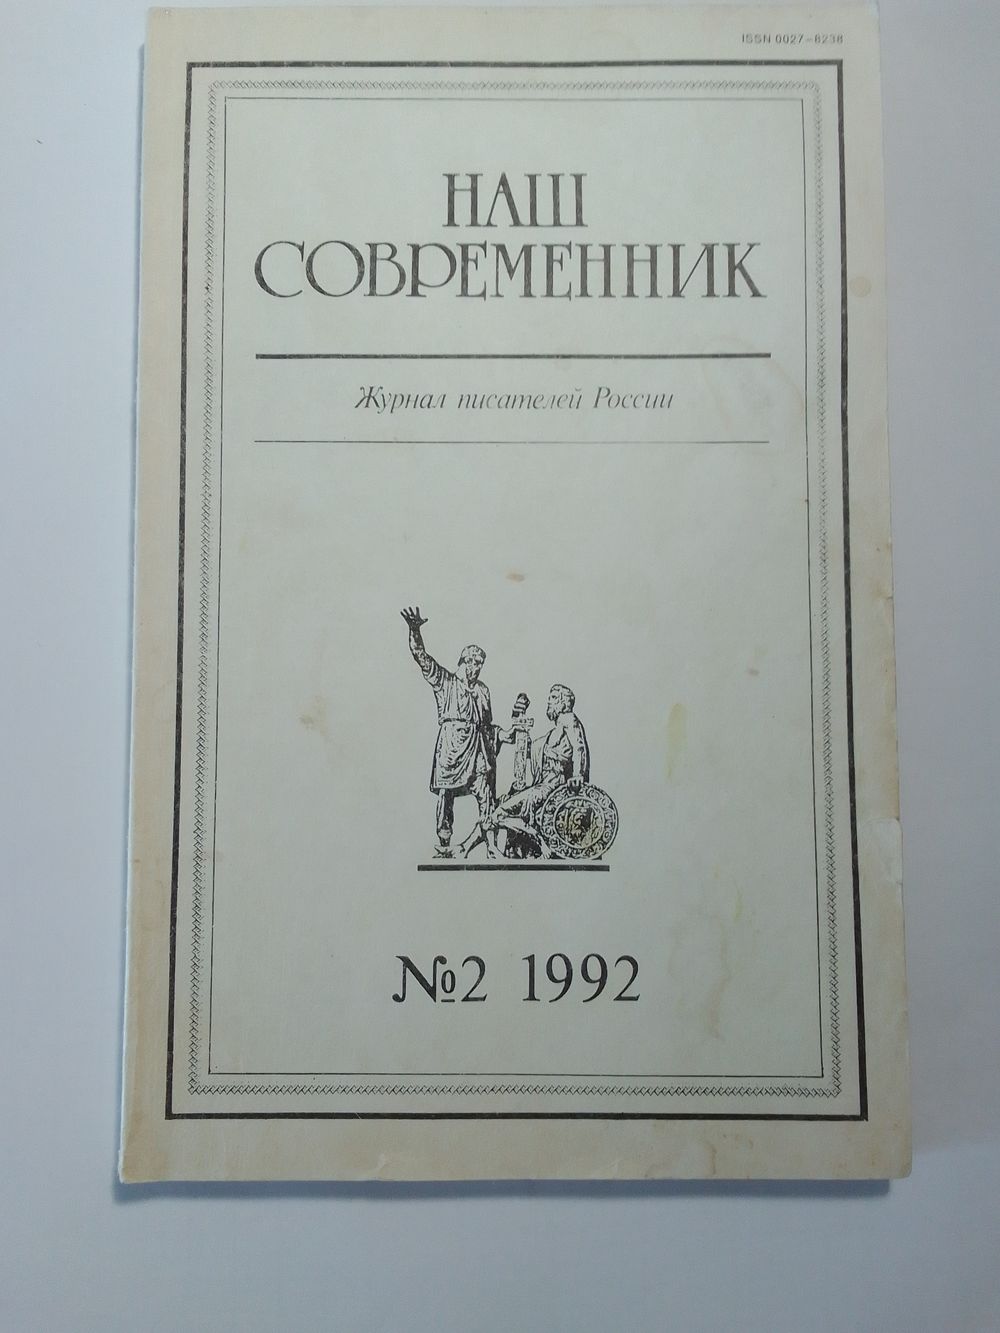 ISSN 0027-8238
НАШ
СОВРЕМЕННИК
Журнал писателей России
№2 1992